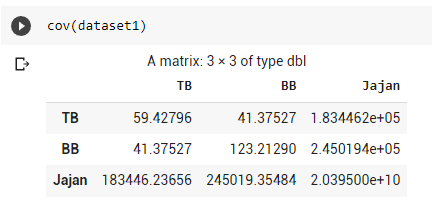 cov(dataset1)
A matrix: 3 × 3 of type dbl
TB BB Jajan
TB 59.42796 41.37527 1.834462e+05
BB 41.37527 123.21290 2.450194e+05
Jajan 183446.23656 245019.35484 2.039500e+10